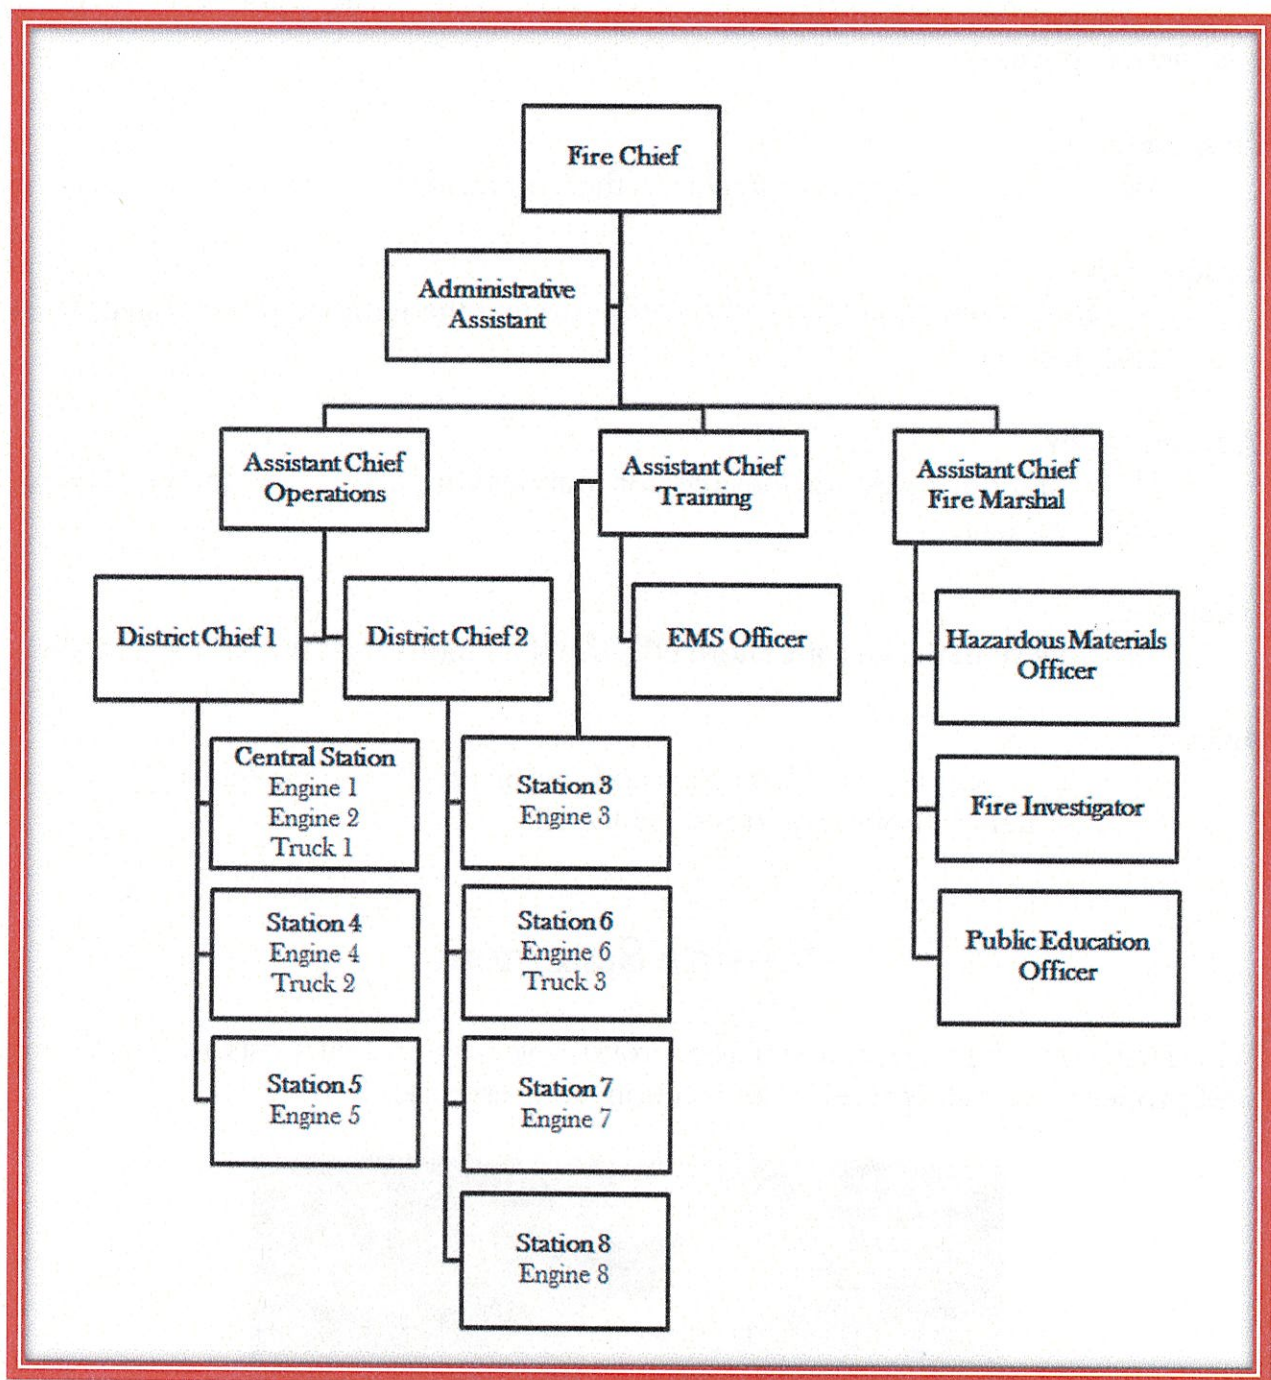 Fire Chief
Administrative
Assistant
Assistant Chief
Operations
Assistant Chief
Training
Assistant Chief
Fire Marshal
District Chief 1
District Chief 2
EMS Officer
Hazardous Materials
Officer
Fire Investigator
Public Education
Officer
Central Station
Engine 1
Engine 2
Truck 1
Station 4
Engine 4
Truck 2
Station 5
Engine 5
Station 3
Engine 3
Station 6
Engine 6
Truck 3
Station 7
Engine 7
Station 8
Engine 8